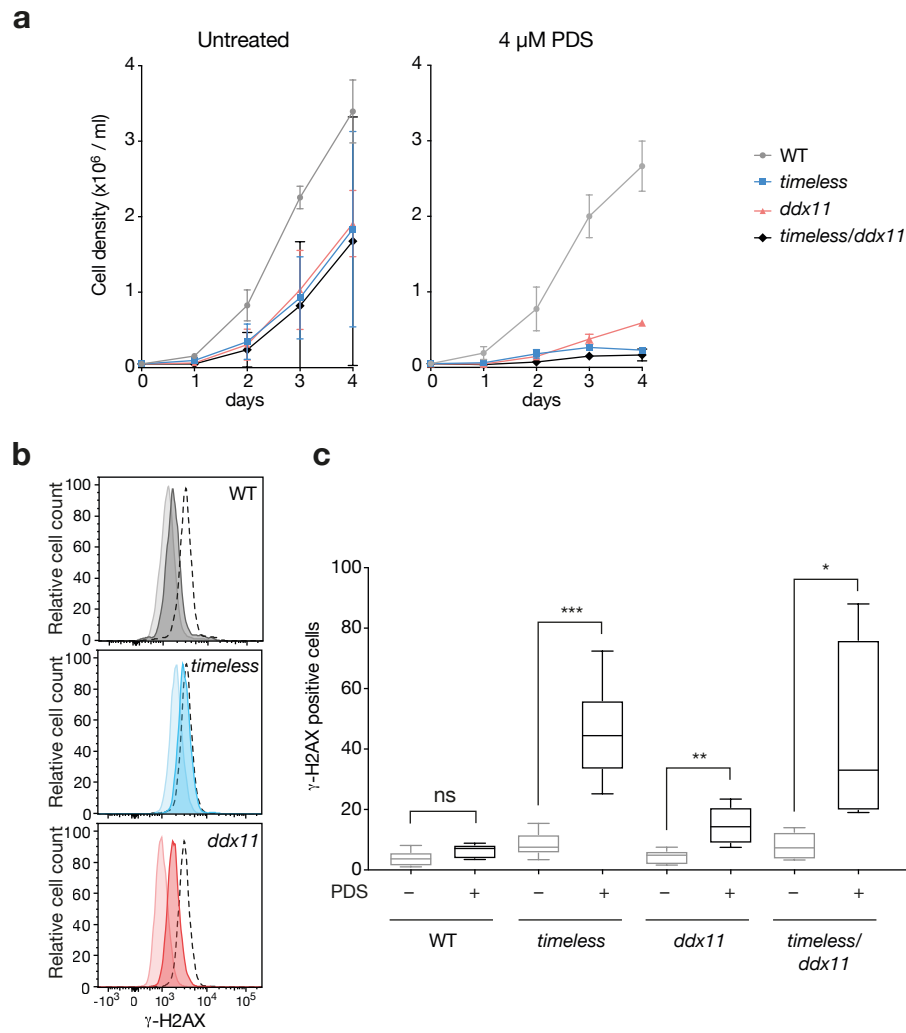 a
Untreated
4 µM PDS
Cell density (x10⁶ / ml)
4
3
2
1
0
0 1 2 3 4
days
4
3
2
1
0
0 1 2 3 4
days
WT
timeless
ddx11
timeless/ddx11
b
Relative cell count
100
80
60
40
20
0
WT
Relative cell count
100
80
60
40
20
0
timeless
Relative cell count
100
80
60
40
20
0
ddx11
-10³ 0 10³ 10⁴ 10⁵
γ-H2AX
c
γ-H2AX positive cells
100
80
60
40
20
0
ns
***
**
*
PDS − + − + − + − +
WT timeless ddx11 timeless/
ddx11